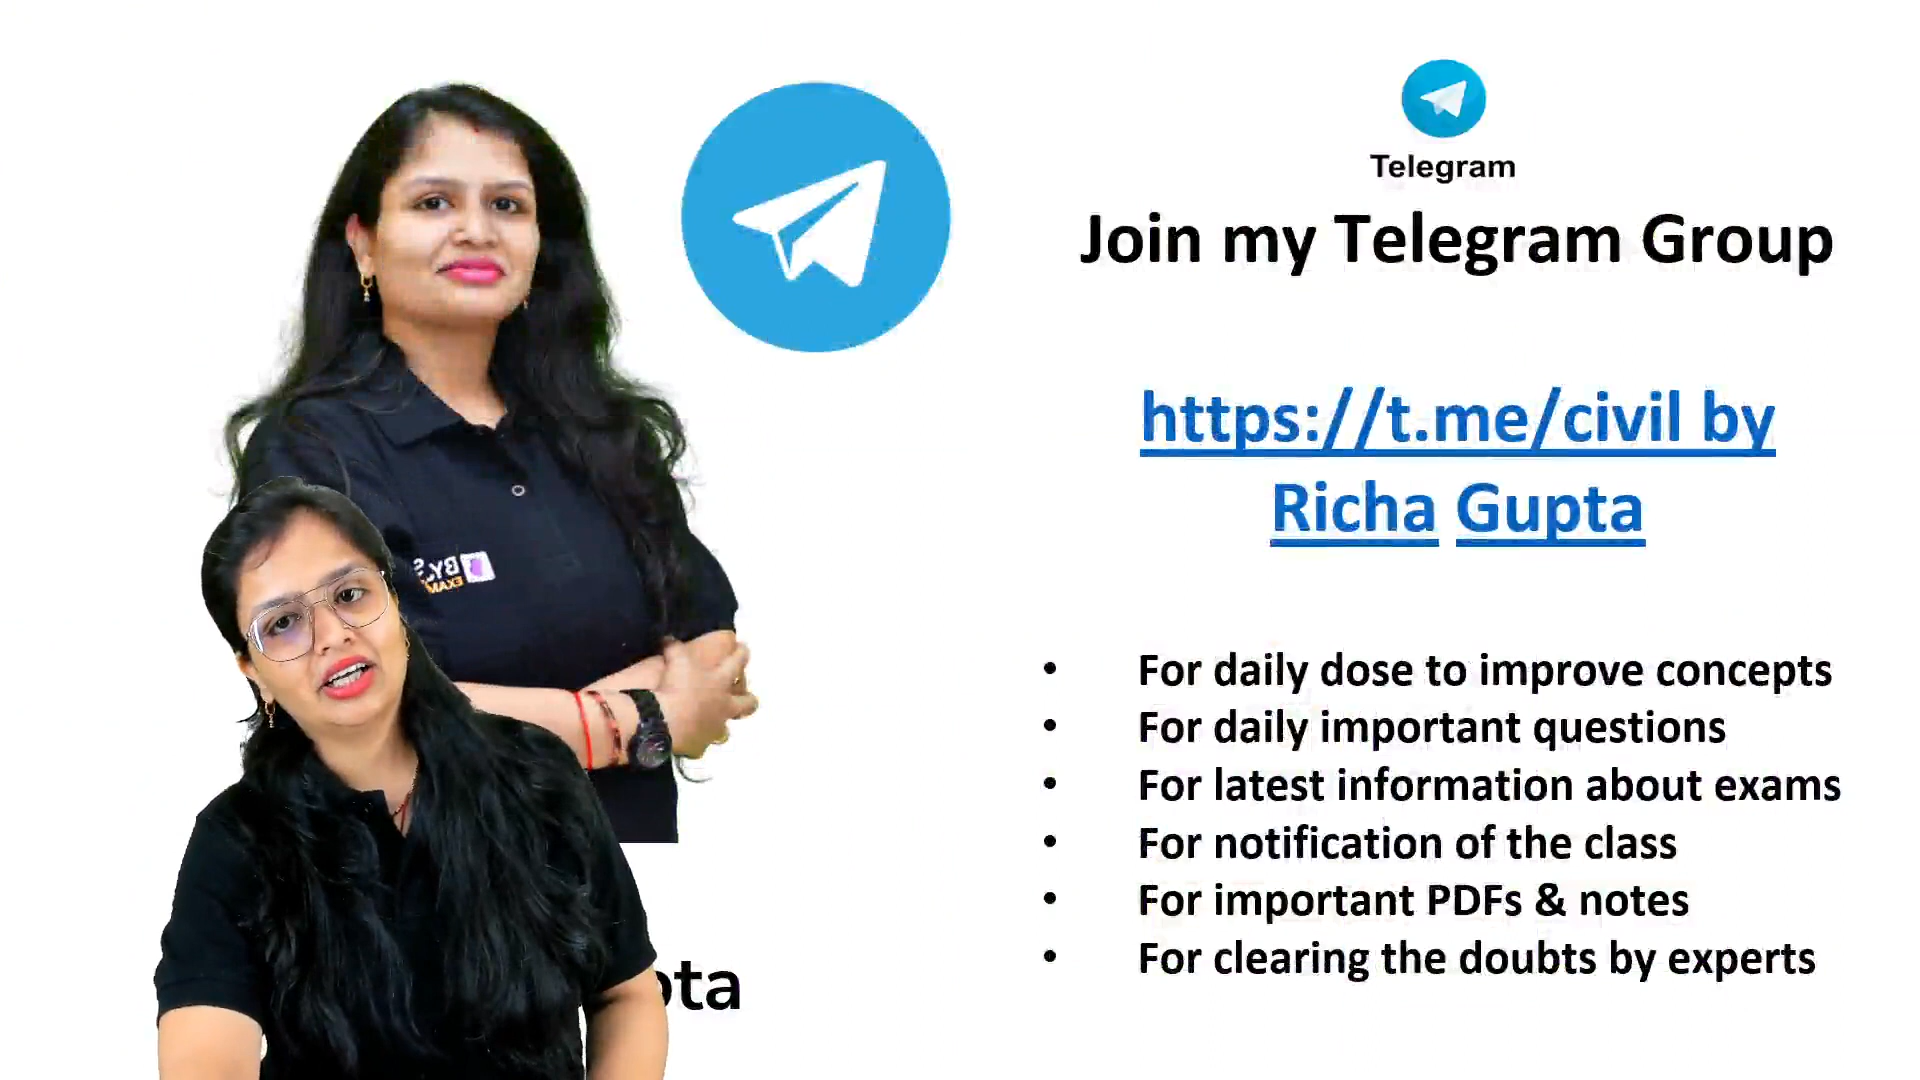 Telegram
Join my Telegram Group
https://t.me/civil by
Richa Gupta
• For daily dose to improve concepts
• For daily important questions
• For latest information about exams
• For notification of the class
• For important PDFs & notes
• For clearing the doubts by experts